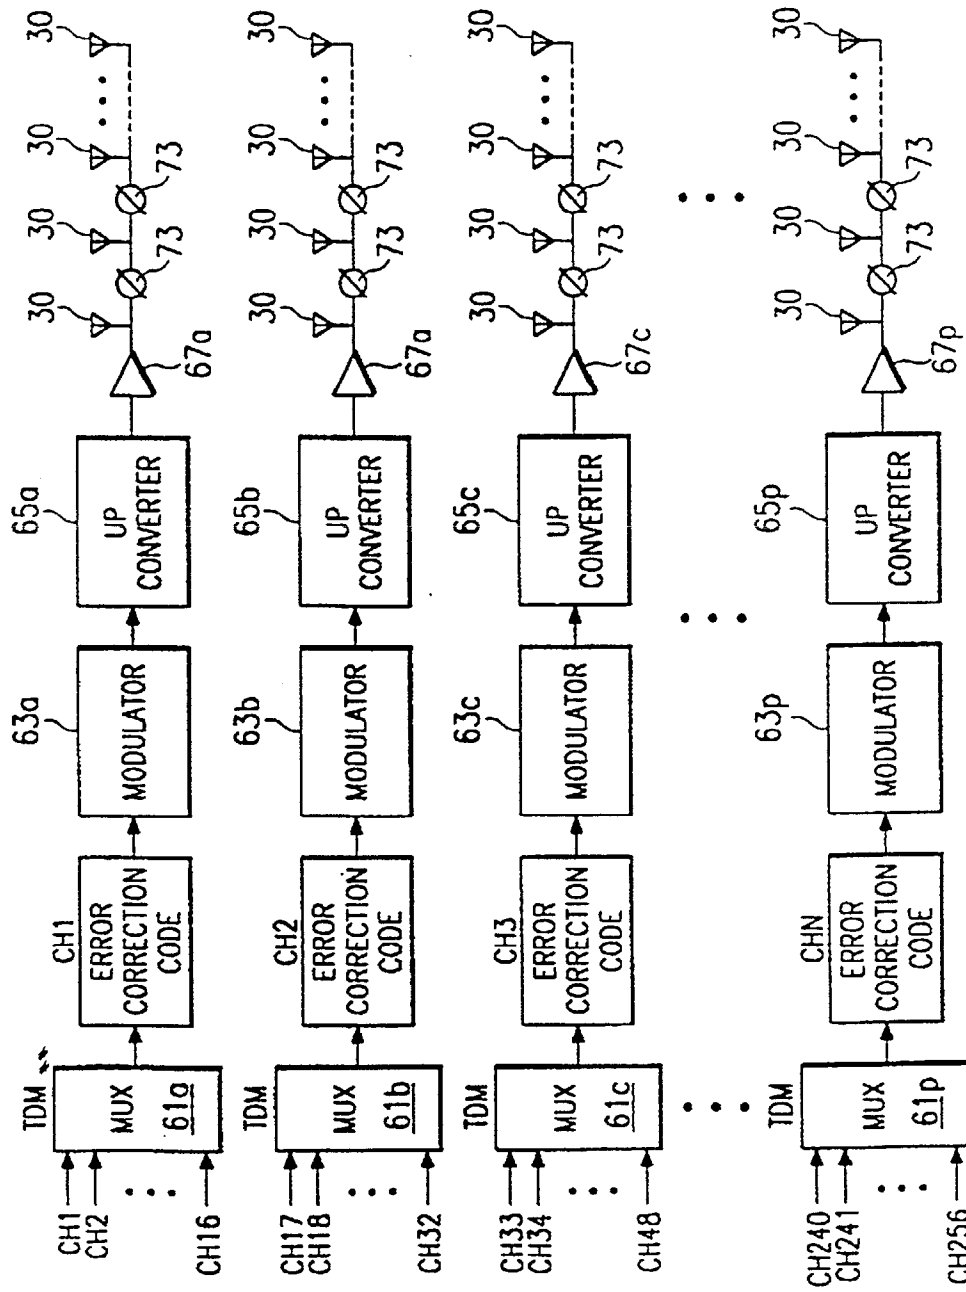 CH1
CH2
CH16
TDM
MUX
61a
CH1
ERROR
CORRECTION
CODE
63a
MODULATOR
65a
UP
CONVERTER
67a
30
73
30
73
30
30
CH17
CH18
CH32
TDM
MUX
61b
CH2
ERROR
CORRECTION
CODE
63b
MODULATOR
65b
UP
CONVERTER
67a
30
73
30
73
30
30
CH33
CH34
CH48
TDM
MUX
61c
CH3
ERROR
CORRECTION
CODE
63c
MODULATOR
65c
UP
CONVERTER
67c
30
73
30
73
30
30
CH240
CH241
CH256
TDM
MUX
61p
CHN
ERROR
CORRECTION
CODE
63p
MODULATOR
65p
UP
CONVERTER
67p
30
73
30
73
30
30